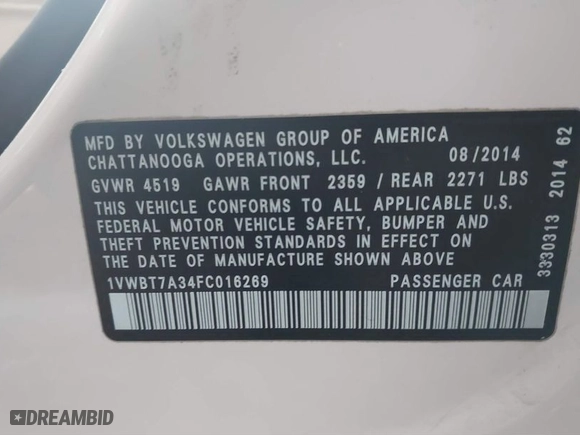 MFD BY VOLKSWAGEN GROUP OF AMERICA
CHATTANOOGA OPERATIONS, LLC. 08/2014
GVWR 4519 GAWR FRONT 2359 / REAR 2271 LBS
THIS VEHICLE CONFORMS TO ALL APPLICABLE U.S.
FEDERAL MOTOR VEHICLE SAFETY, BUMPER AND
THEFT PREVENTION STANDARDS IN EFFECT ON
THE DATE OF MANUFACTURE SHOWN ABOVE
1VWBT7A34FC016269 PASSENGER CAR
3330313 2014 62
DREAMBID